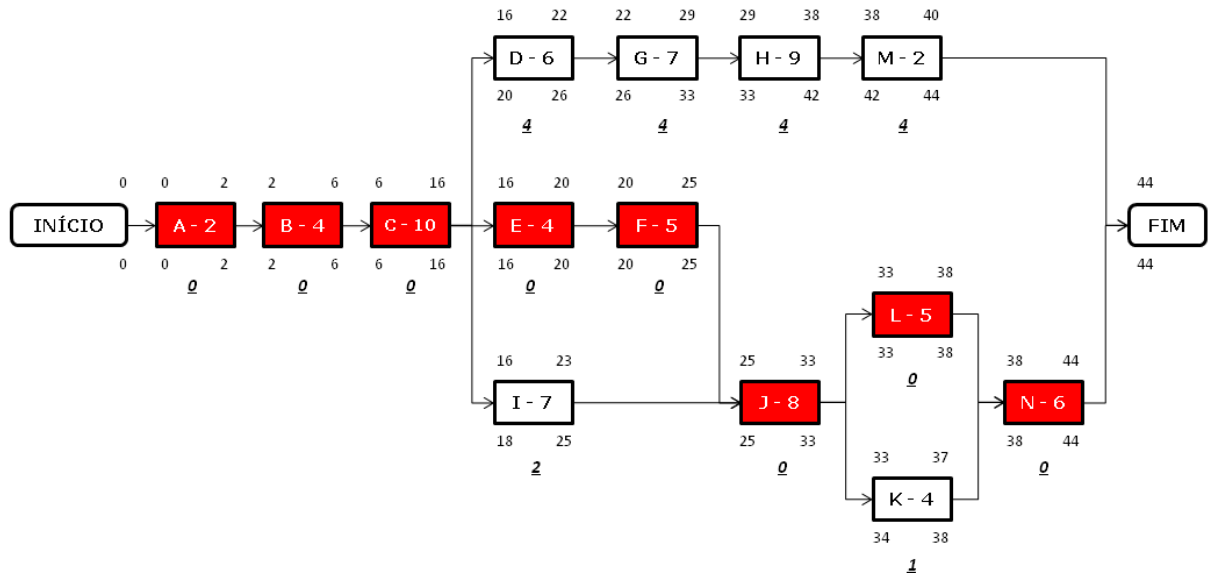 16 22 22 29 29 38 38 40
D - 6 G - 7 H - 9 M - 2
20 26 26 33 33 42 42 44
4 4 4 4
0 0 2 2 6 6 16 16 20 20 25 44
INÍCIO A - 2 B - 4 C - 10 E - 4 F - 5 FIM
0 0 2 2 6 6 16 16 20 20 25 44
0 0 0 0 0
33 38
L - 5
33 38
0
16 23 25 33 38 44
I - 7 J - 8 N - 6
18 25 25 33 38 44
2 0 0
33 37
K - 4
34 38
1